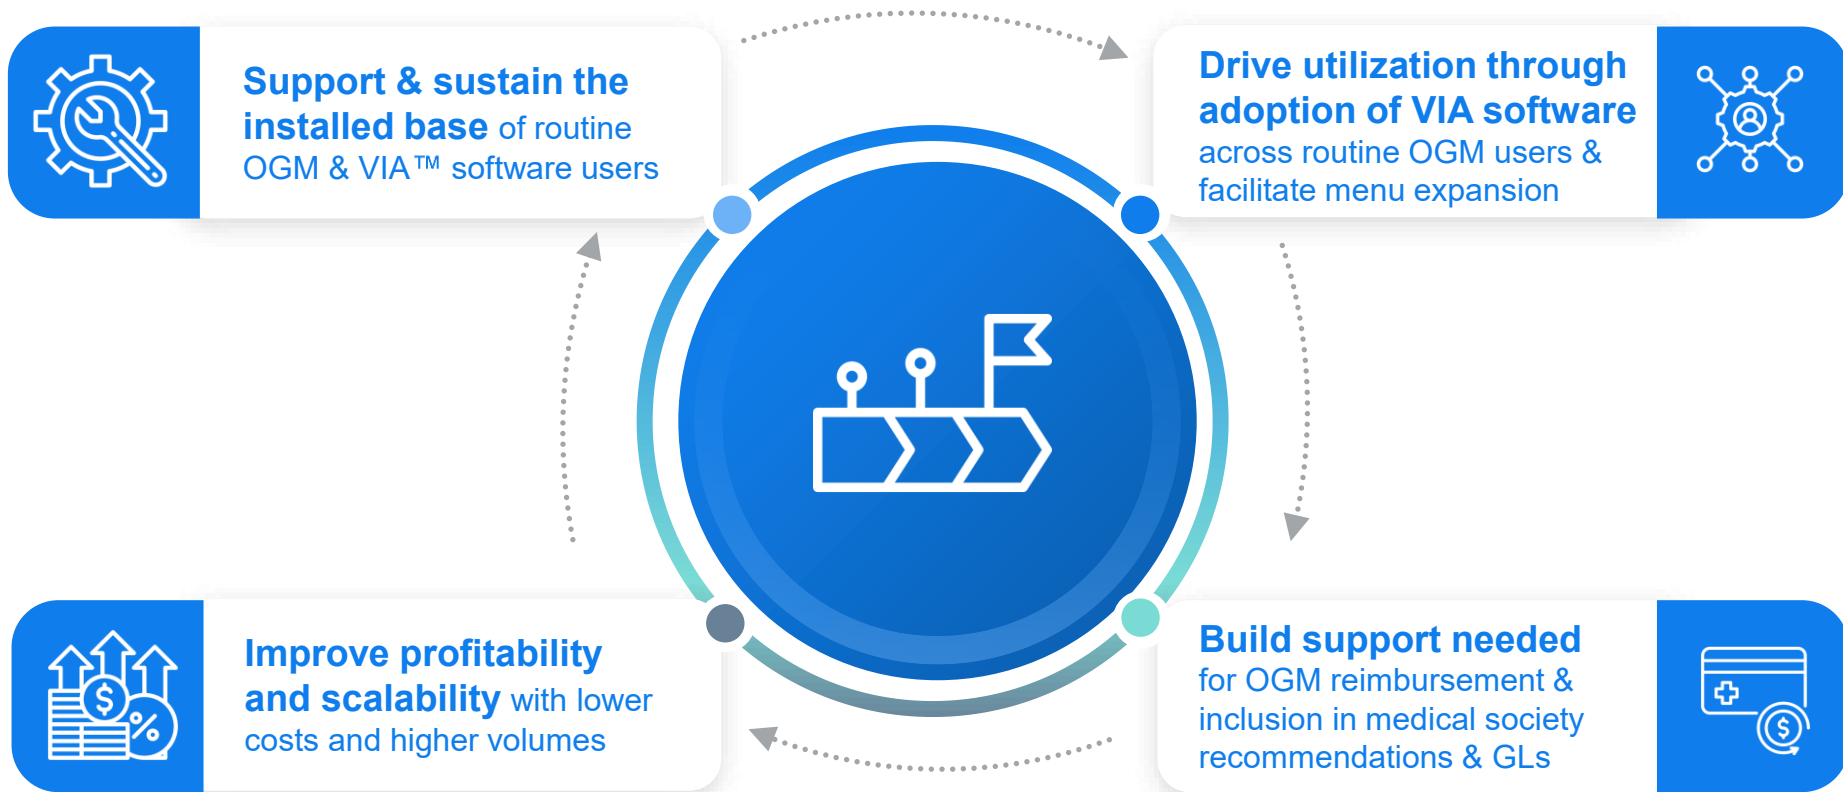 Support & sustain the
installed base of routine
OGM & VIA™ software users
Drive utilization through
adoption of VIA software
across routine OGM users &
facilitate menu expansion
Improve profitability
and scalability with lower
costs and higher volumes
Build support needed
for OGM reimbursement &
inclusion in medical society
recommendations & GLs
$
%
$